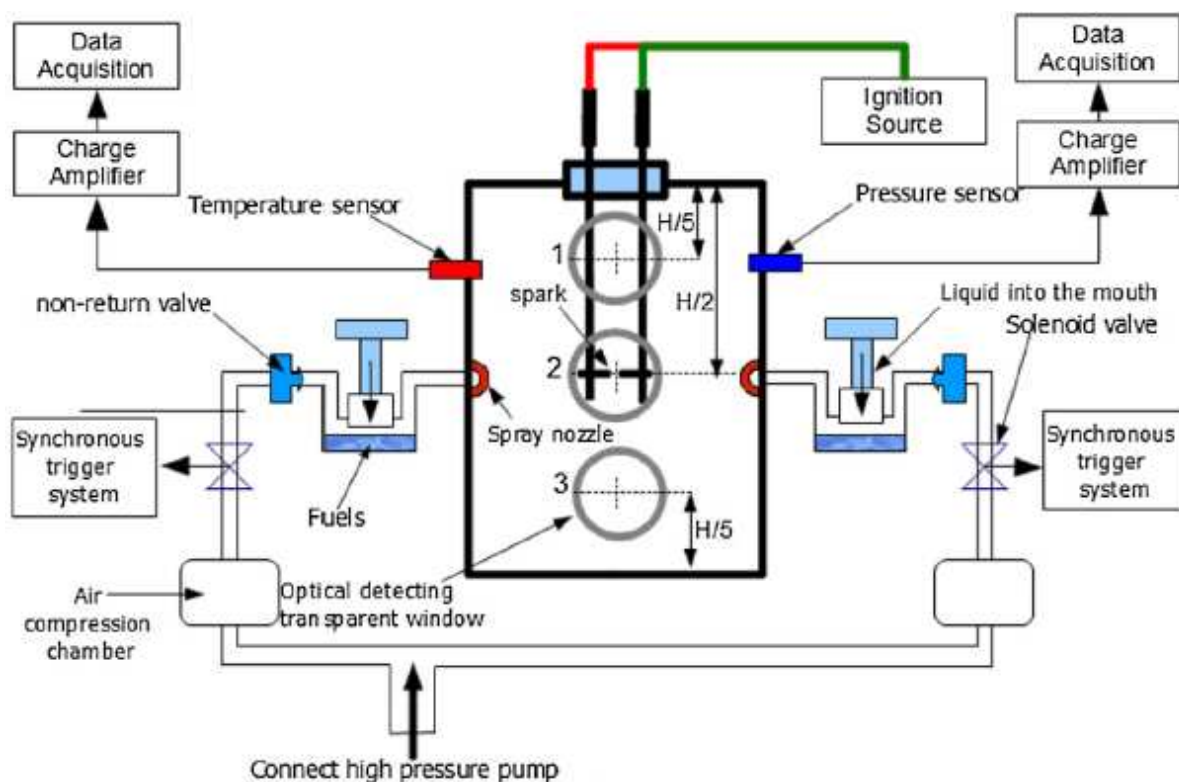 Data
Acquisition
Charge
Amplifier
Temperature sensor
non-return valve
Synchronous
trigger
system
Fuels
Air
compression
chamber
Connect high pressure pump
Optical detecting
transparent window
Spray nozzle
spark
1
2
3
H/5
H/2
H/5
Ignition
Source
Data
Acquisition
Charge
Amplifier
Pressure sensor
Liquid into the mouth
Solenoid valve
Synchronous
trigger
system